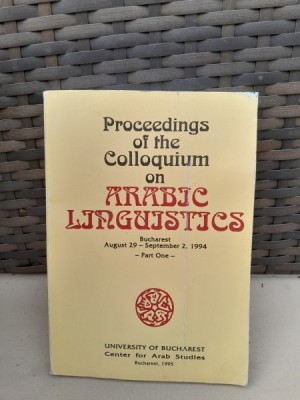 Proceedings
of the
Colloquium
on
ARABIC
LINGUISTICS
Bucharest
August 29 – September 2, 1994
– Part One –
UNIVERSITY OF BUCHAREST
Center for Arab Studies
Bucharest, 1995